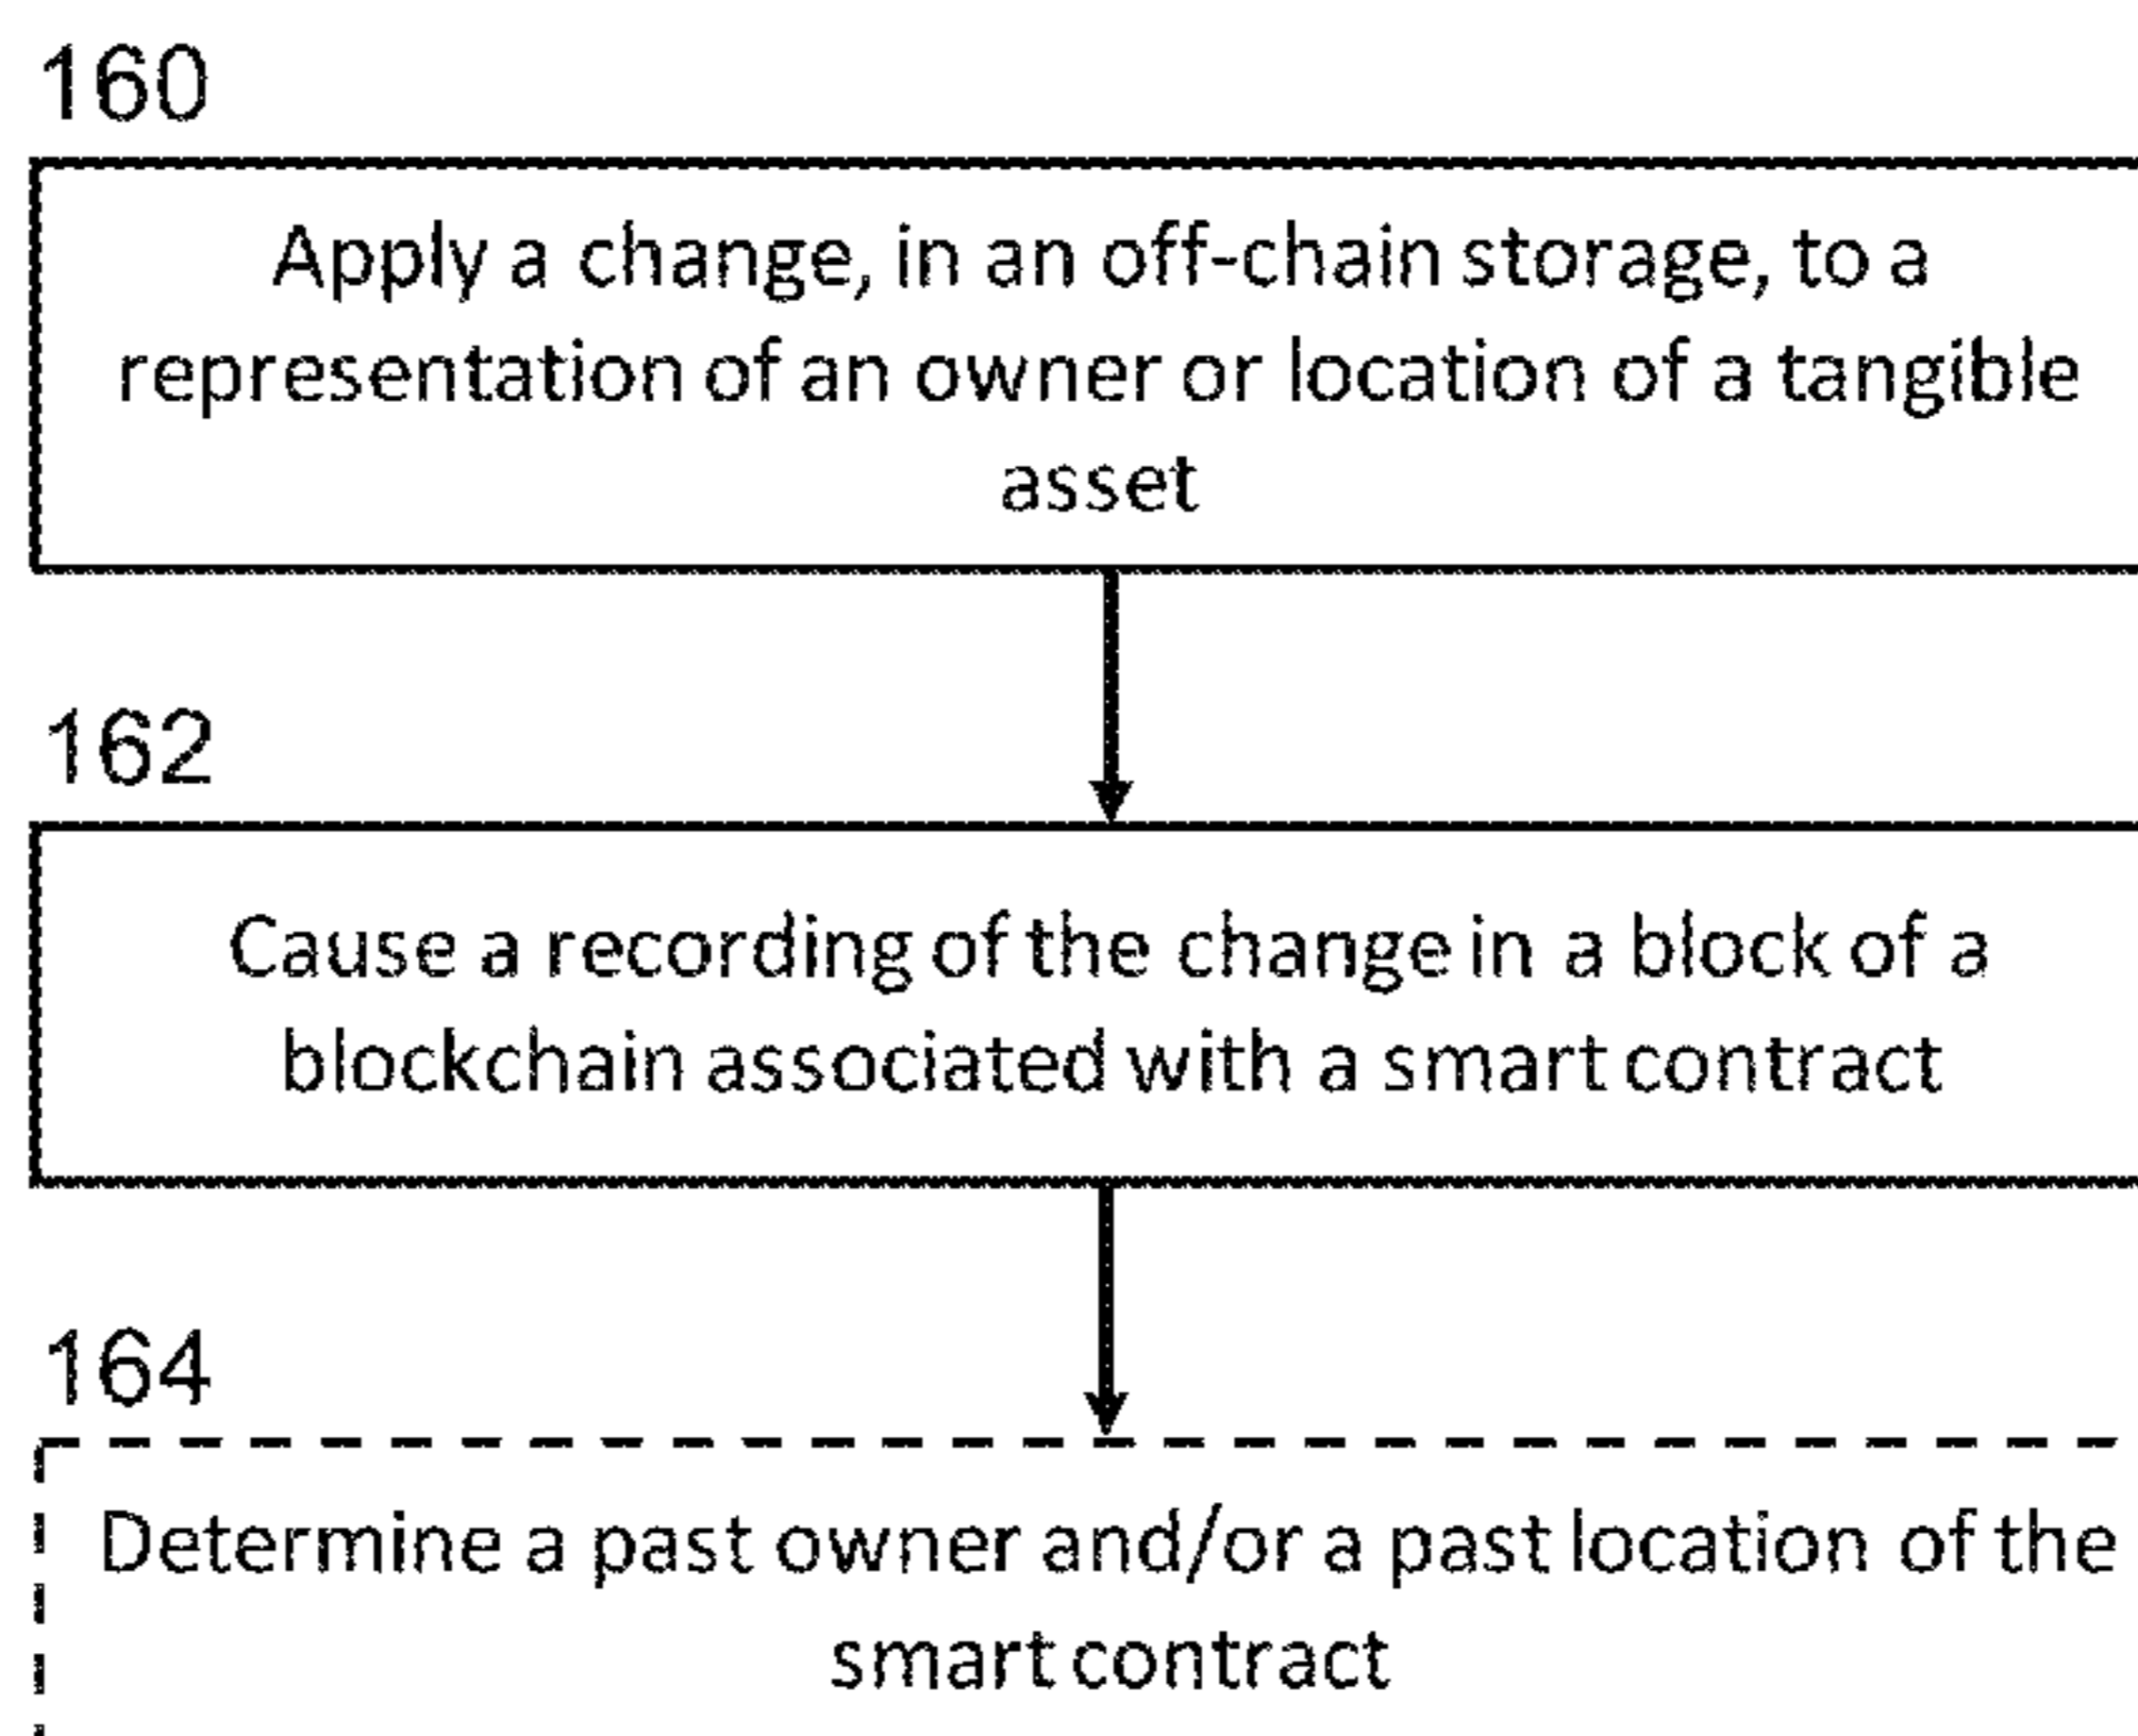 160
Apply a change, in an off-chain storage, to a
representation of an owner or location of a tangible
asset
162
Cause a recording of the change in a block of a
blockchain associated with a smart contract
164
Determine a past owner and/or a past location of the
smart contract